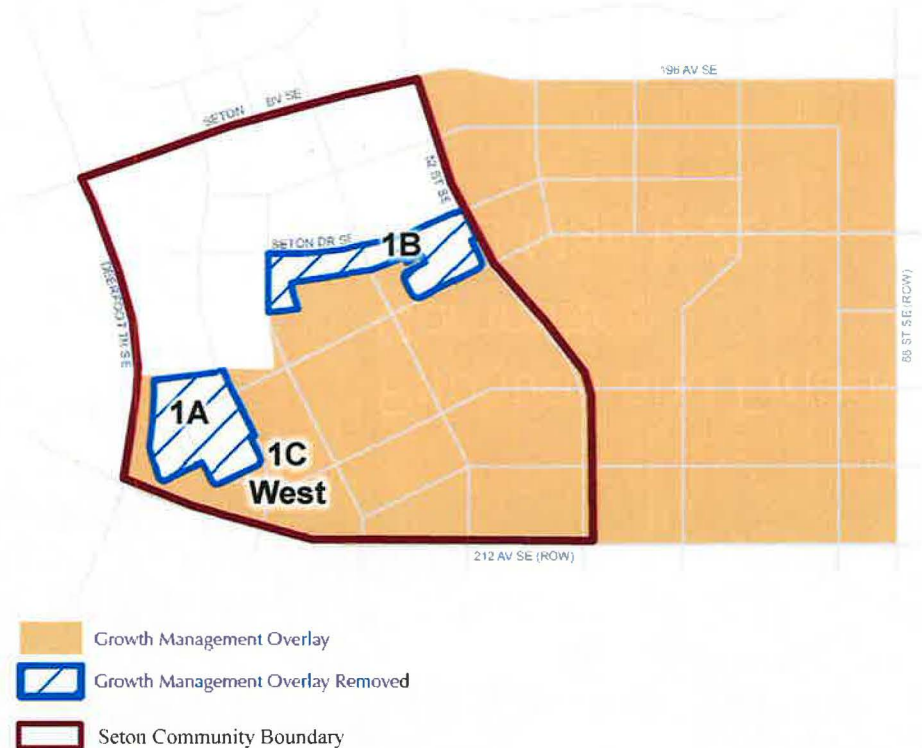 196 AV SE
SETON BV SE
52 ST SE
SETON DR SE
1B
DEERFOOT TR SE
88 ST SE (ROW)
1A
1C
West
212 AV SE (ROW)
Growth Management Overlay
Growth Management Overlay Removed
Seton Community Boundary